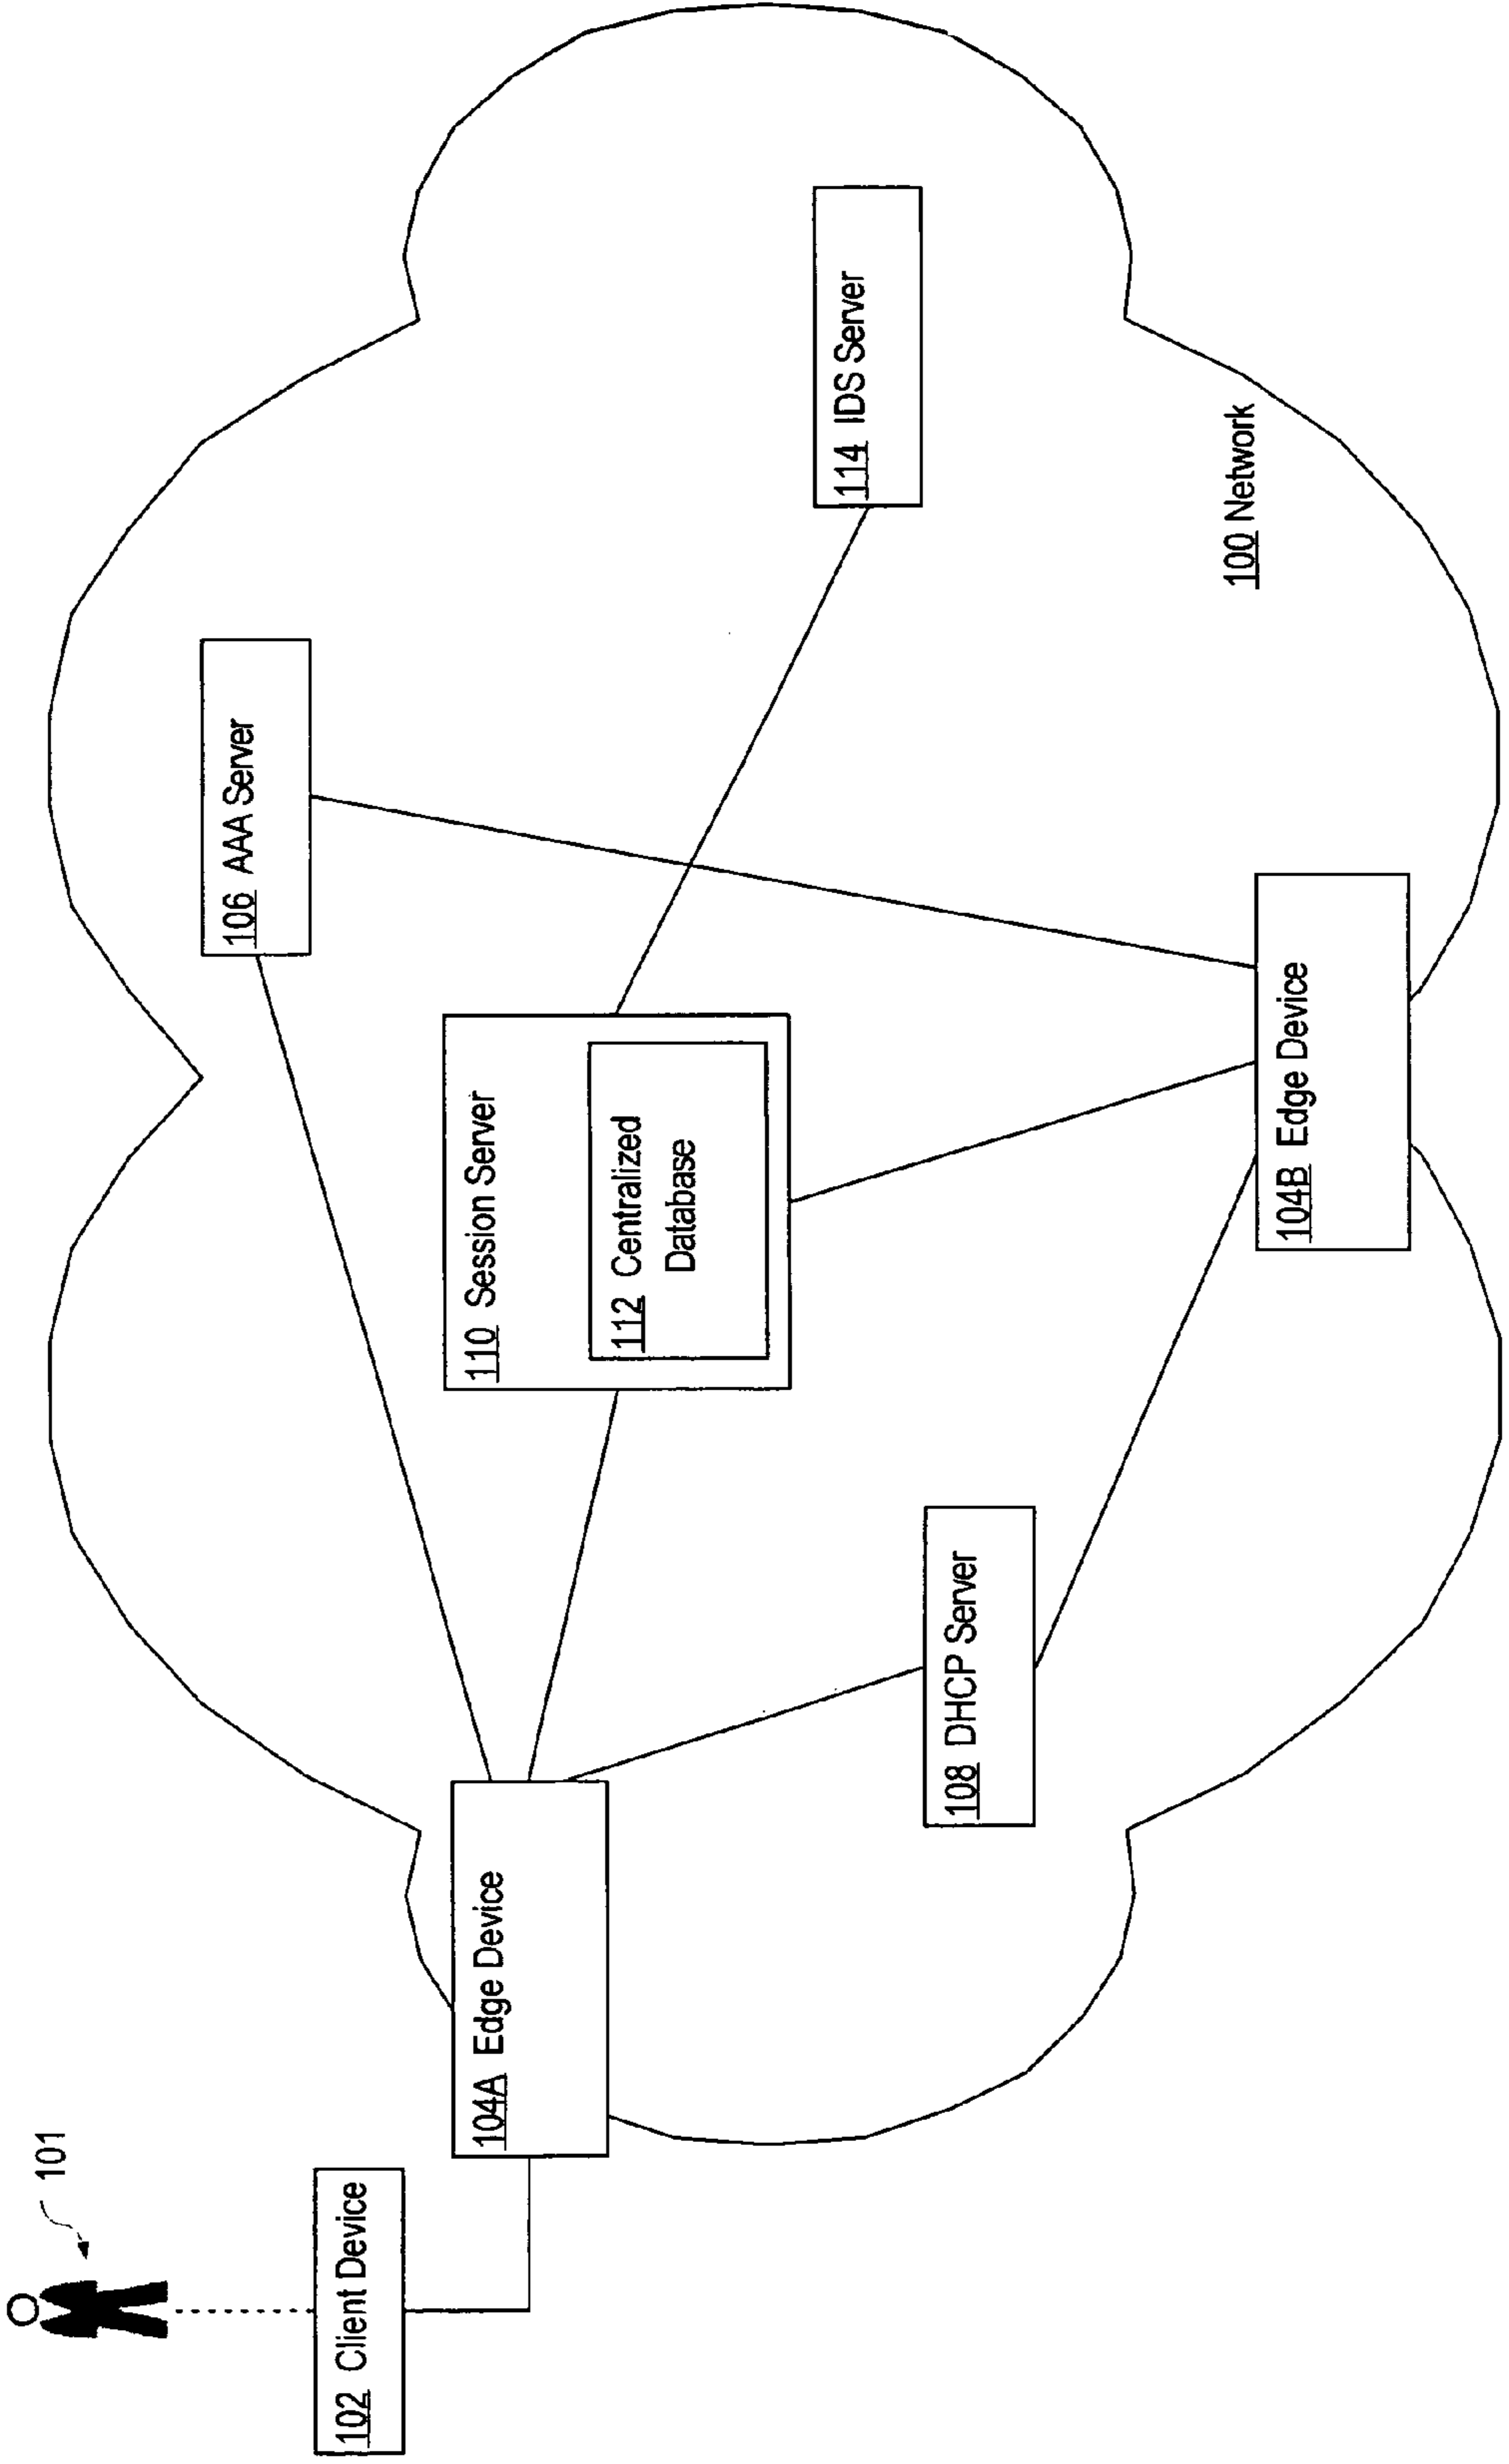 101
102 Client Device
104A Edge Device
106 AAA Server
110 Session Server
112 Centralized
Database
108 DHCP Server
114 IDS Server
104B Edge Device
100 Network